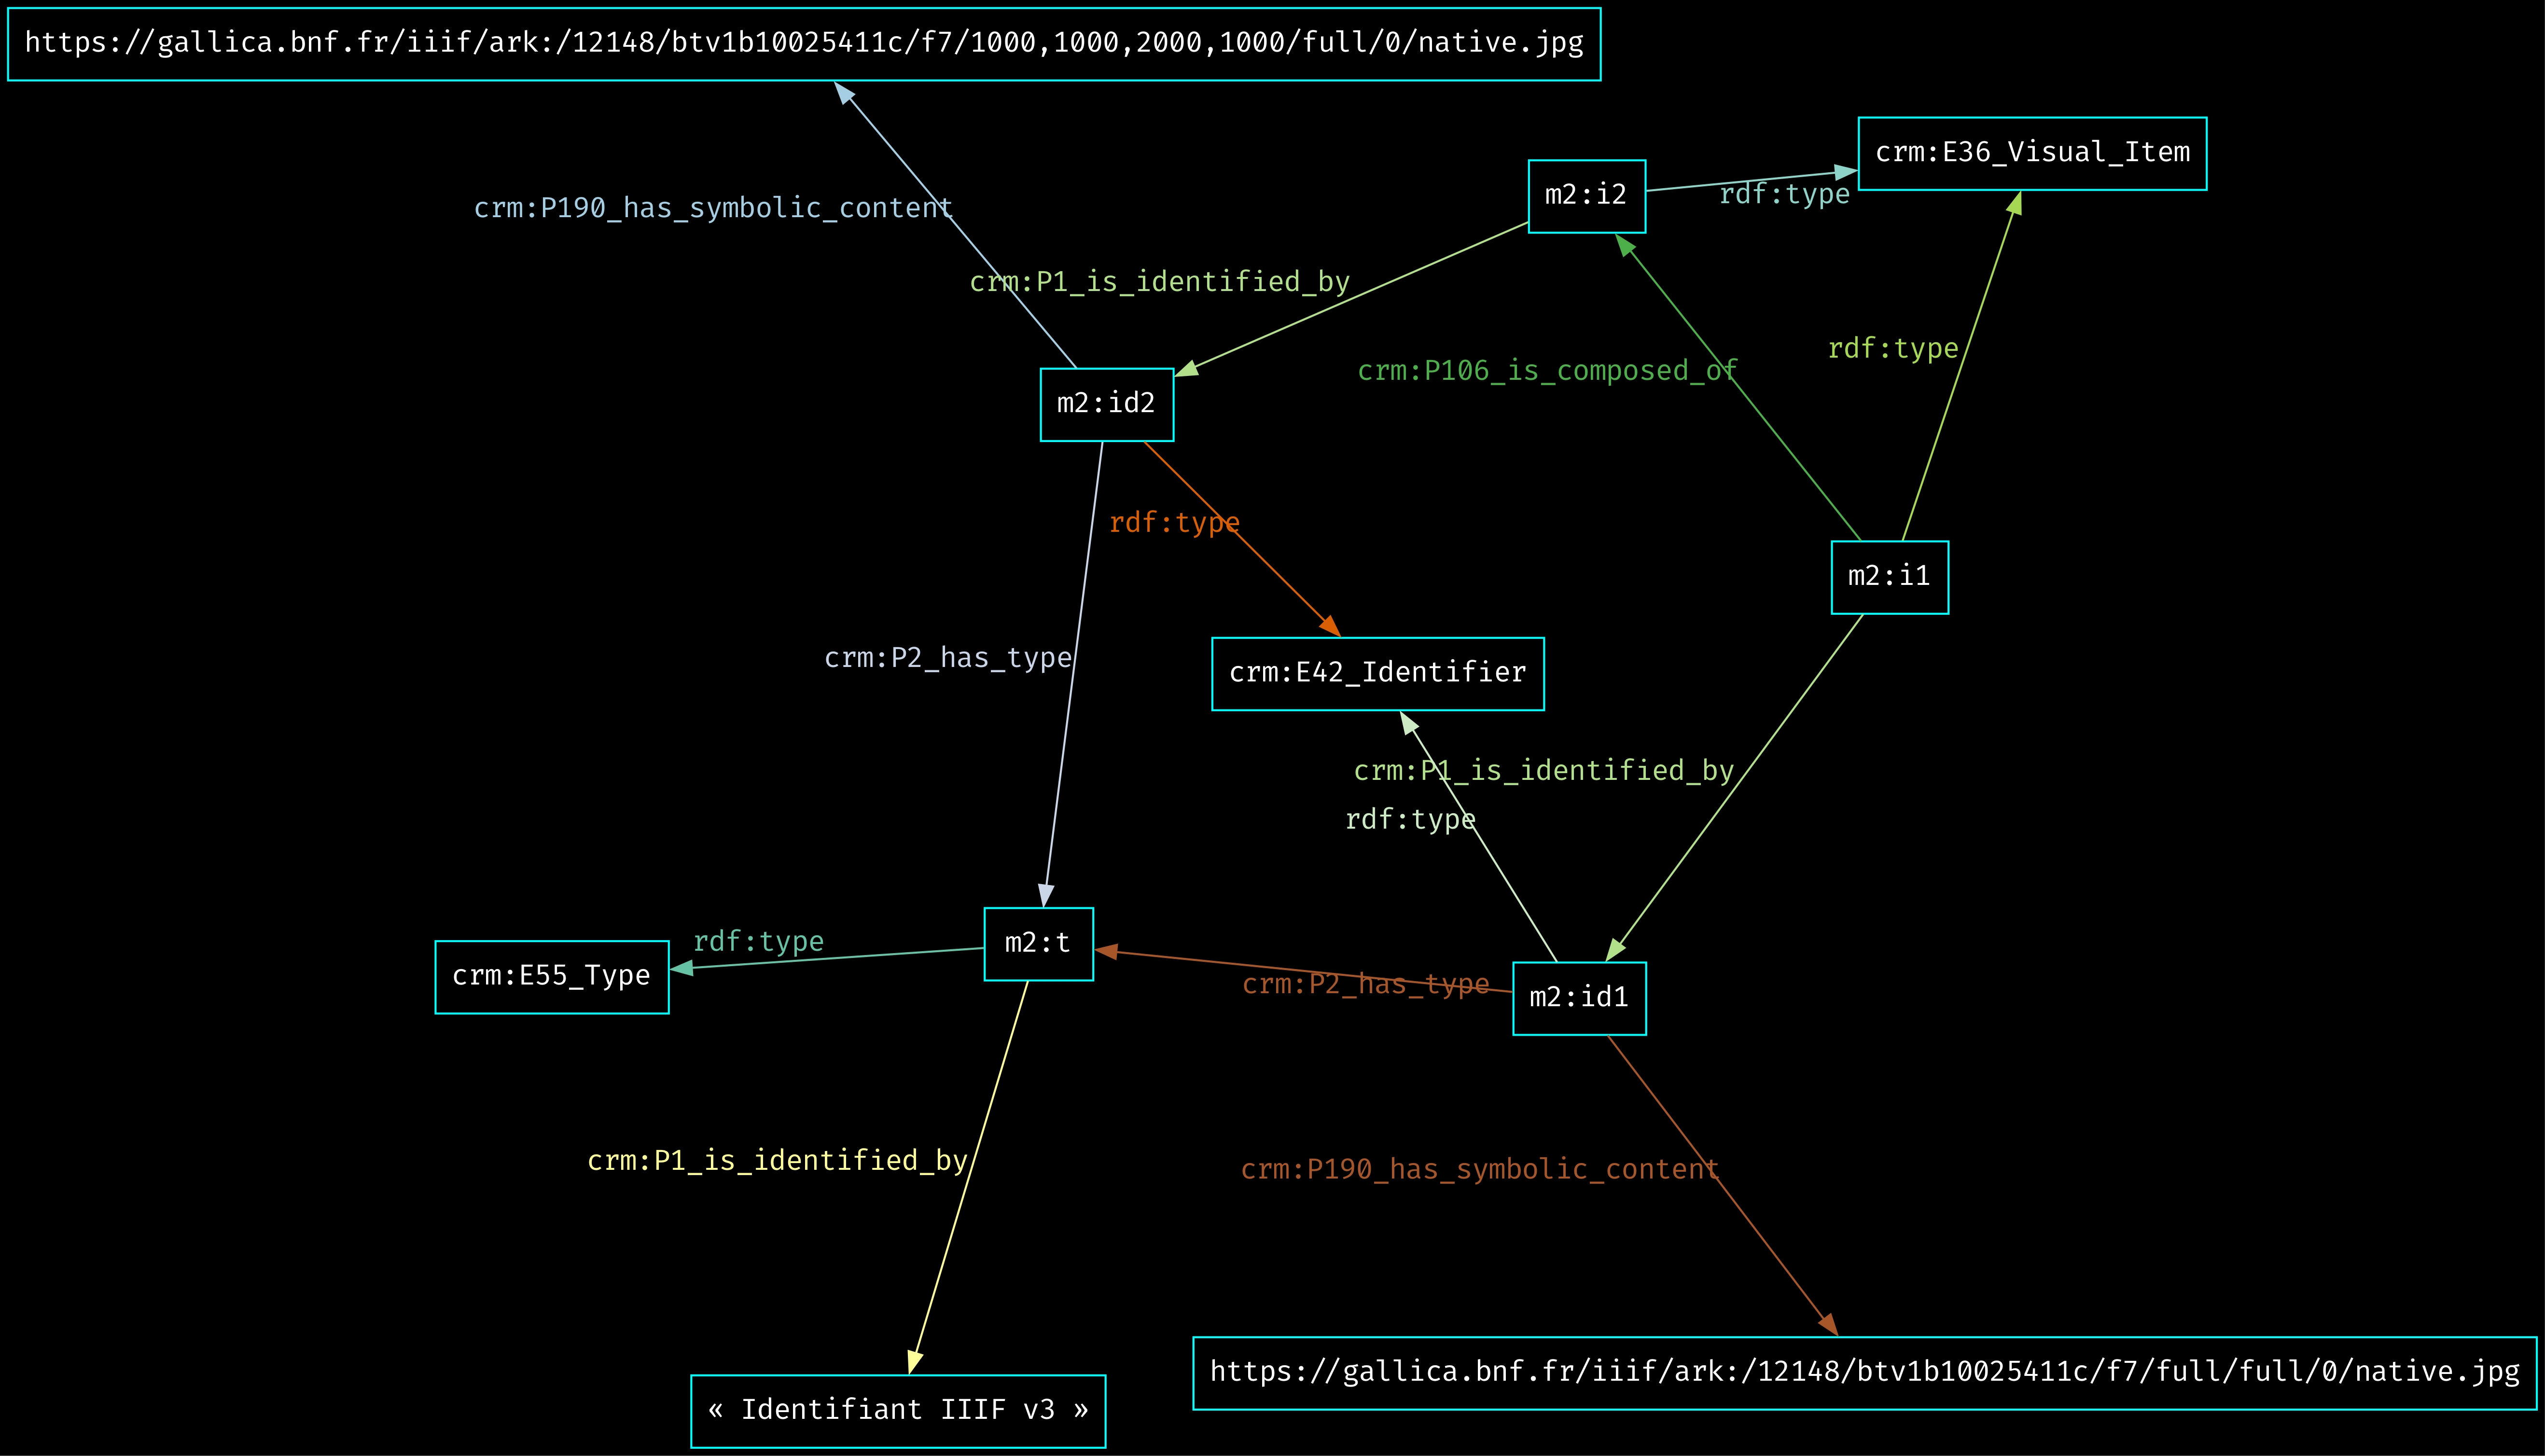 https://gallica.bnf.fr/iiif/ark:/12148/btv1b10025411c/f7/1000,1000,2000,1000/full/0/native.jpg
crm:E36_Visual_Item
m2:i2
rdf:type
crm:P190_has_symbolic_content
crm:P1_is_identified_by
rdf:type
crm:P106_is_composed_of
m2:id2
rdf:type
m2:i1
crm:P2_has_type
crm:E42_Identifier
crm:P1_is_identified_by
rdf:type
rdf:type
m2:t
crm:E55_Type
crm:P2_has_type
m2:id1
crm:P1_is_identified_by
crm:P190_has_symbolic_content
https://gallica.bnf.fr/iiif/ark:/12148/btv1b10025411c/f7/full/full/0/native.jpg
« Identifiant IIIF v3 »